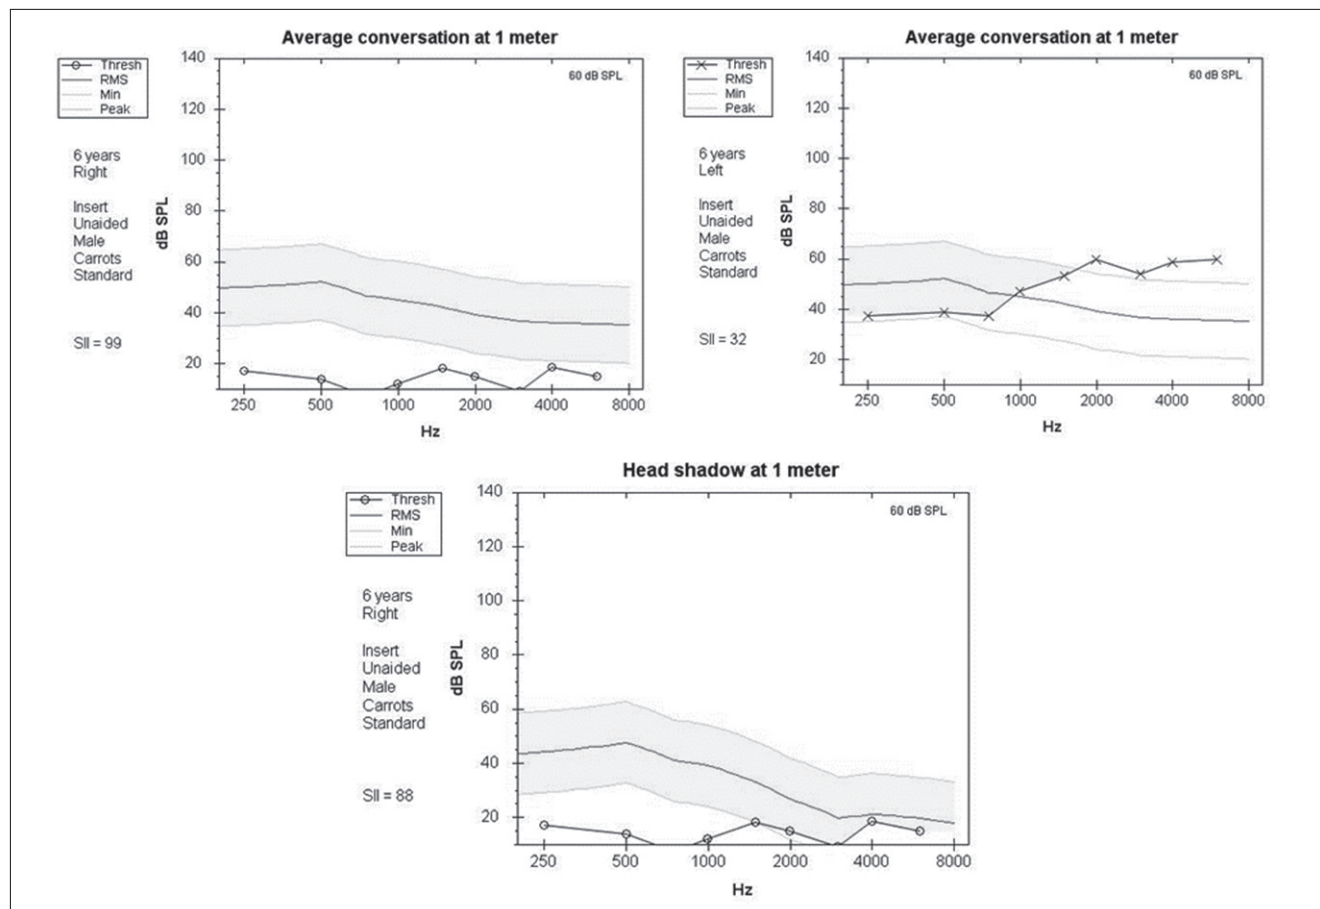 Average conversation at 1 meter
Thresh
RMS
Min
Peak
6 years
Right
Insert
Unaided
Male
Carrots
Standard
SII = 99
dB SPL
140
120
100
80
60
40
20
60 dB SPL
250 500 1000 2000 4000 8000
Hz
Average conversation at 1 meter
Thresh
RMS
Min
Peak
6 years
Left
Insert
Unaided
Male
Carrots
Standard
SII = 32
dB SPL
140
120
100
80
60
40
20
60 dB SPL
250 500 1000 2000 4000 8000
Hz
Head shadow at 1 meter
Thresh
RMS
Min
Peak
6 years
Right
Insert
Unaided
Male
Carrots
Standard
SII = 88
dB SPL
140
120
100
80
60
40
20
60 dB SPL
250 500 1000 2000 4000 8000
Hz